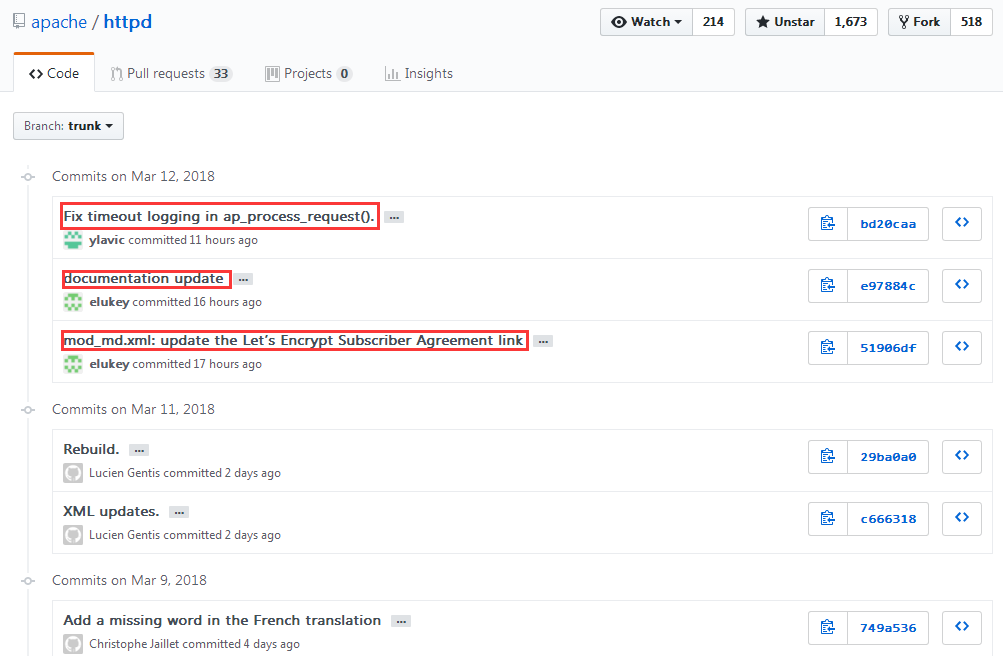 apache / httpd
Watch 214 Unstar 1,673 Fork 518
Code Pull requests 33 Projects 0 Insights
Branch: trunk
Commits on Mar 12, 2018
Fix timeout logging in ap_process_request(). ...
bd20caa
ylavic committed 11 hours ago
documentation update ...
e97884c
elukey committed 16 hours ago
mod_md.xml: update the Let's Encrypt Subscriber Agreement link ...
51906df
elukey committed 17 hours ago
Commits on Mar 11, 2018
Rebuild. ...
29ba0a0
Lucien Gentis committed 2 days ago
XML updates. ...
c666318
Lucien Gentis committed 2 days ago
Commits on Mar 9, 2018
Add a missing word in the French translation ...
749a536
Christophe Jaillet committed 4 days ago